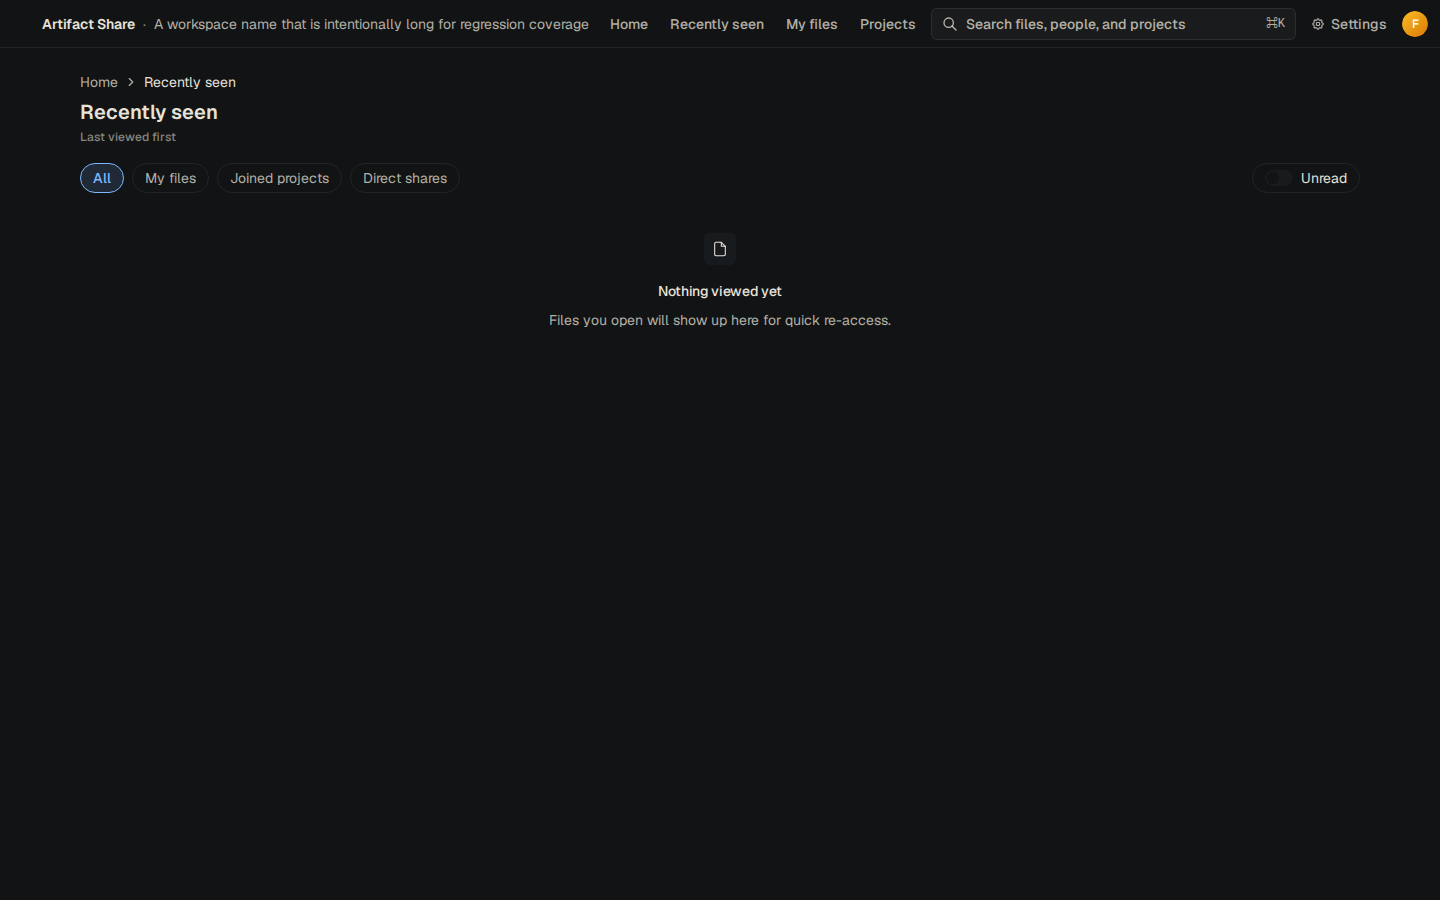 Artifact Share · A workspace name that is intentionally long for regression coverage Home Recently seen My files Projects Search files, people, and projects ⌘K Settings F
Home > Recently seen
Recently seen
Last viewed first
All My files Joined projects Direct shares Unread
Nothing viewed yet
Files you open will show up here for quick re-access.